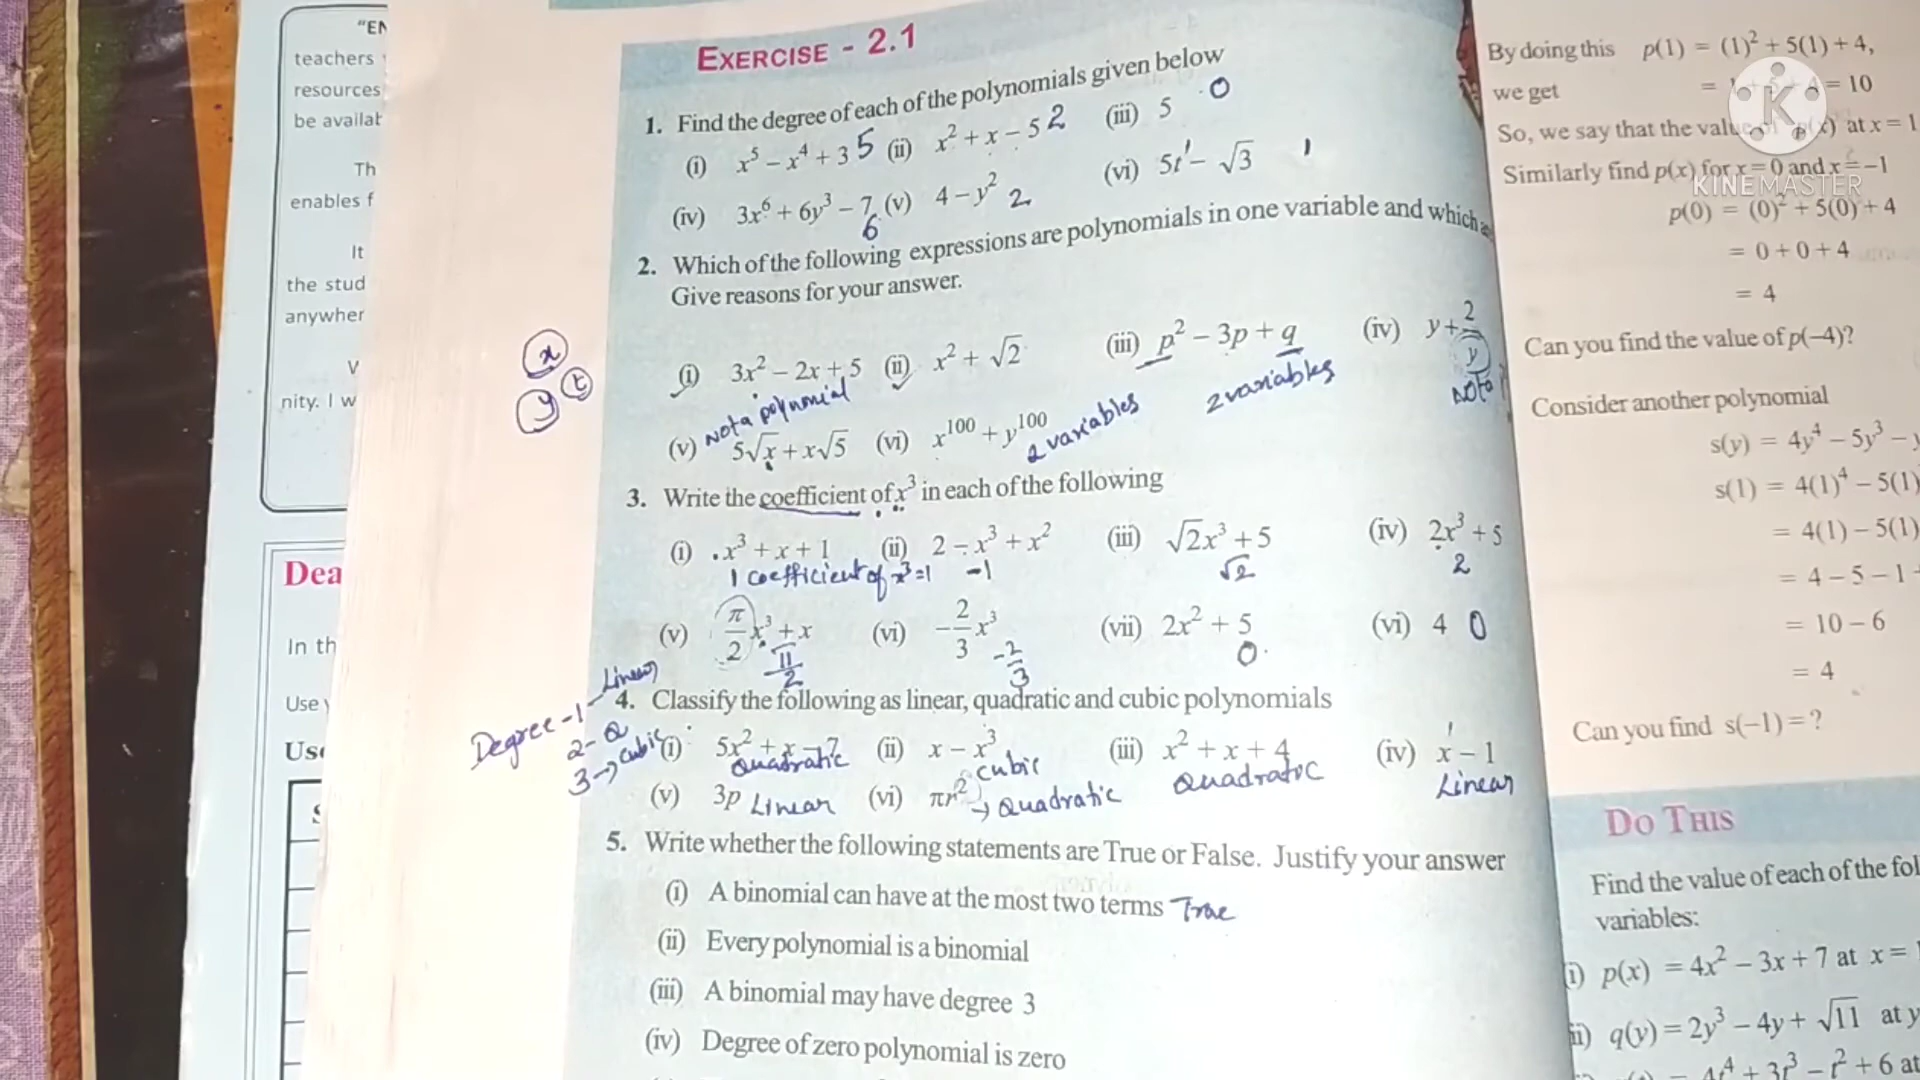 "EN
teachers
resources
be availat
Th
enables f
It
the stud
anywher
V
nity. I w
Dea
In th
Use y
Use
EXERCISE - 2.1
1. Find the degree of each of the polynomials given below
(i) x⁵ − x⁴ + 3 5 (ii) x² + x − 5 2 (iii) 5 0
(iv) 3x⁶ + 6y³ − 7 6 (v) 4 − y² 2 (vi) 5t¹ − √3 1
2. Which of the following expressions are polynomials in one variable and which
Give reasons for your answer.
x
y t
(i) 3x² − 2x + 5 (ii) x² + √2 (iii) p² − 3p + q (iv) y + 2/y
Not a polynomial 2 variables Not a
(v) 5√x + x√5 (vi) x¹⁰⁰ + y¹⁰⁰ 2 variables
3. Write the coefficient of x³ in each of the following
(i) x³ + x + 1 (ii) 2 − x³ + x² (iii) √2x³ + 5 (iv) 2x³ + 5
1 coefficient of x³=1 −1 √2 2
(v) π/2 x³ + x (vi) −2/3 x³ (vii) 2x² + 5 (vi) 4 0
π/2 −2/3 0
4. Classify the following as linear, quadratic and cubic polynomials
Degree − 1 − Linear
2 − Q
3 → cubic
(i) 5x² + x − 7 (ii) x − x³ (iii) x² + x + 4 (iv) x¹ − 1
Quadratic cubic Quadratic Linear
(v) 3p Linear (vi) πr² → Quadratic
5. Write whether the following statements are True or False. Justify your answer
(i) A binomial can have at the most two terms True
(ii) Every polynomial is a binomial
(iii) A binomial may have degree 3
(iv) Degree of zero polynomial is zero
By doing this p(1) = (1)² + 5(1) + 4,
we get = 1 + 5 + 4 = 10
So, we say that the value of p(x) at x = 1
Similarly find p(x) for x = 0 and x = −1
KINEMASTER
p(0) = (0)² + 5(0) + 4
= 0 + 0 + 4
= 4
Can you find the value of p(−4)?
Consider another polynomial
s(y) = 4y⁴ − 5y³ − y
s(1) = 4(1)⁴ − 5(1)
= 4(1) − 5(1)
= 4 − 5 − 1
= 10 − 6
= 4
Can you find s(−1) = ?
DO THIS
Find the value of each of the fol
variables:
i) p(x) = 4x² − 3x + 7 at x = 1
ii) q(y) = 2y³ − 4y + √11 at y
4t⁴ + 3t³ − t² + 6 at